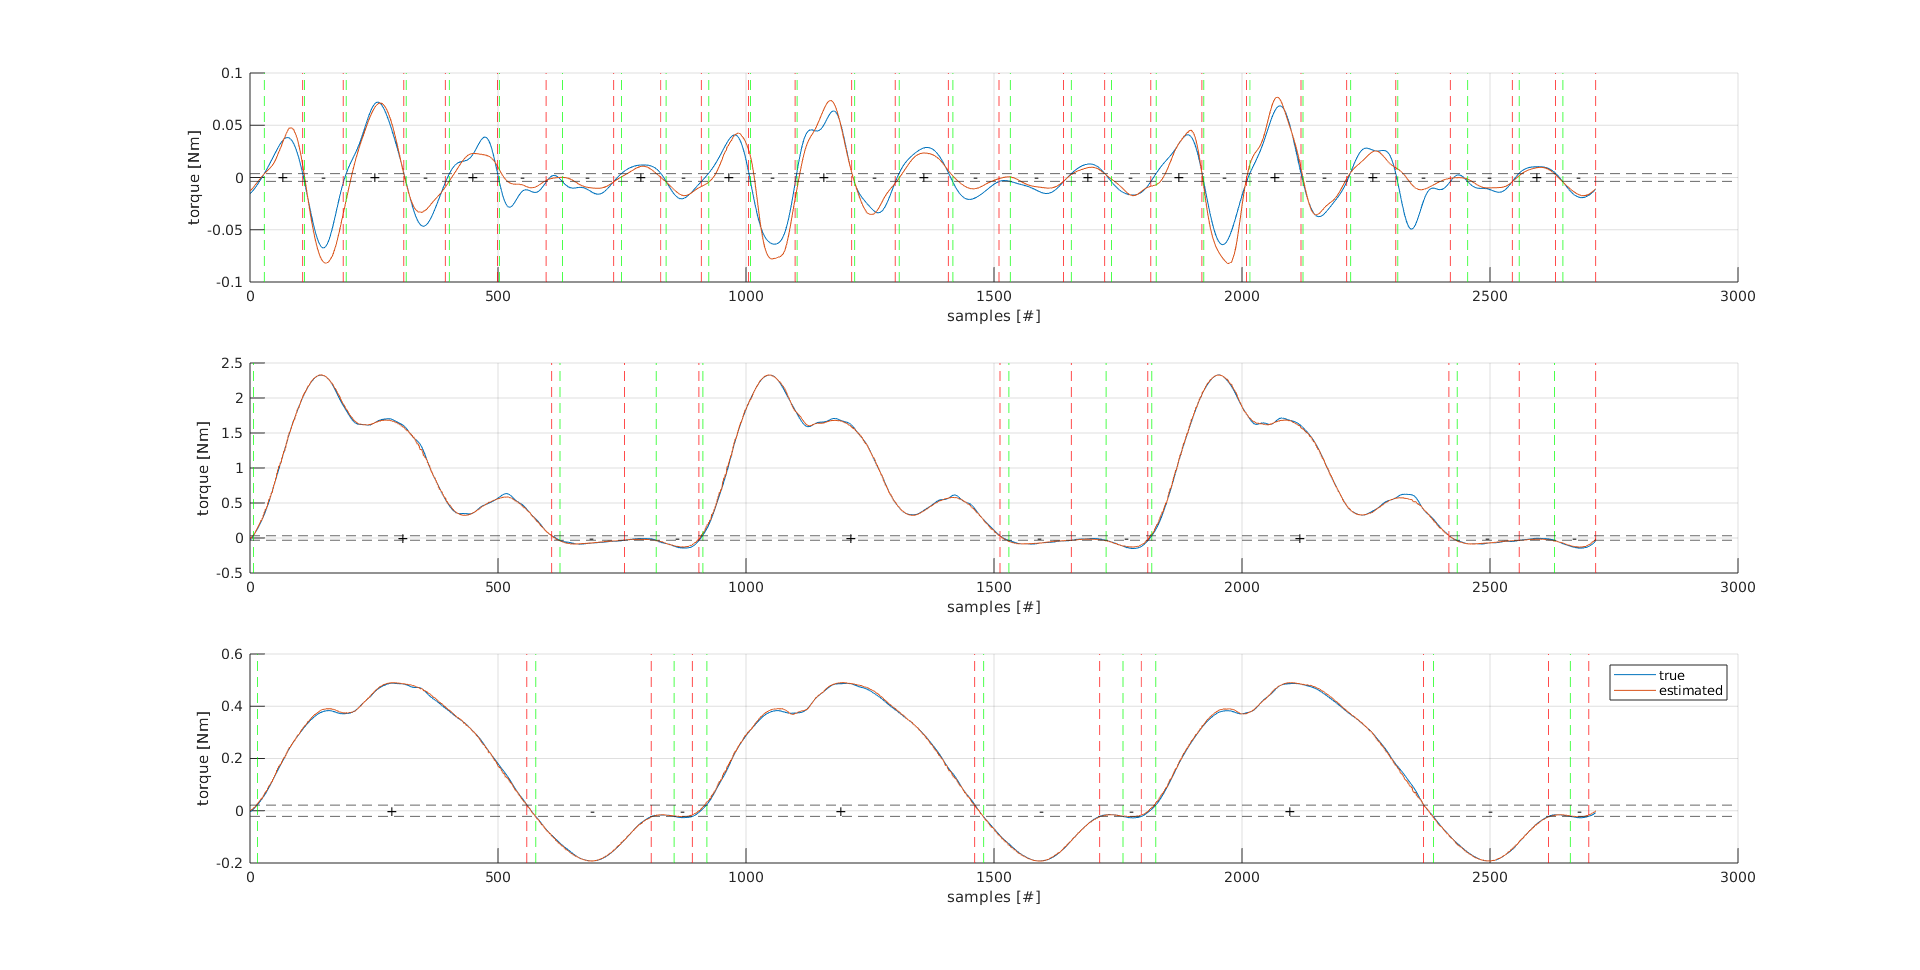 0.1
0.05
0
-0.05
-0.1
torque [Nm]
+ - + - + - - + - + - + - + - - + - + - + - + - - + -
0 500 1000 1500 2000 2500 3000
samples [#]
2.5
2
1.5
1
0.5
0
-0.5
torque [Nm]
+ - - + - - + - -
0 500 1000 1500 2000 2500 3000
samples [#]
0.6
0.4
0.2
0
-0.2
torque [Nm]
true
estimated
+ - - + - - + - -
0 500 1000 1500 2000 2500 3000
samples [#]